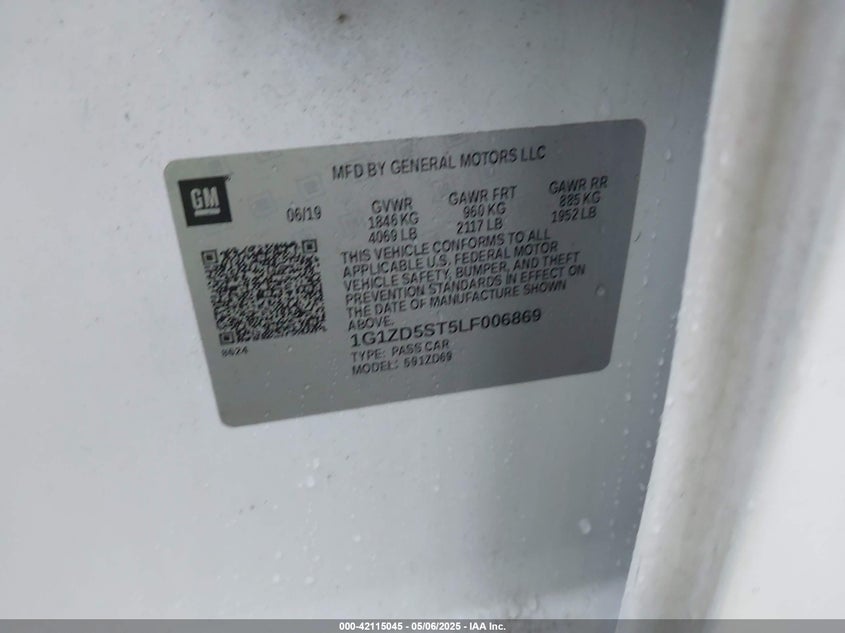 MFD BY GENERAL MOTORS LLC
GM
06/19
GVWR GAWR FRT GAWR RR
1846 KG 960 KG 885 KG
4069 LB 2117 LB 1952 LB
THIS VEHICLE CONFORMS TO ALL
APPLICABLE U.S. FEDERAL MOTOR
VEHICLE SAFETY, BUMPER, AND THEFT
PREVENTION STANDARDS IN EFFECT ON
THE DATE OF MANUFACTURE SHOWN
ABOVE.
1G1ZD5ST5LF006869
8624
TYPE: PASS CAR
MODEL: 691ZD69
000-42115045 - 05/06/2025 - IAA Inc.